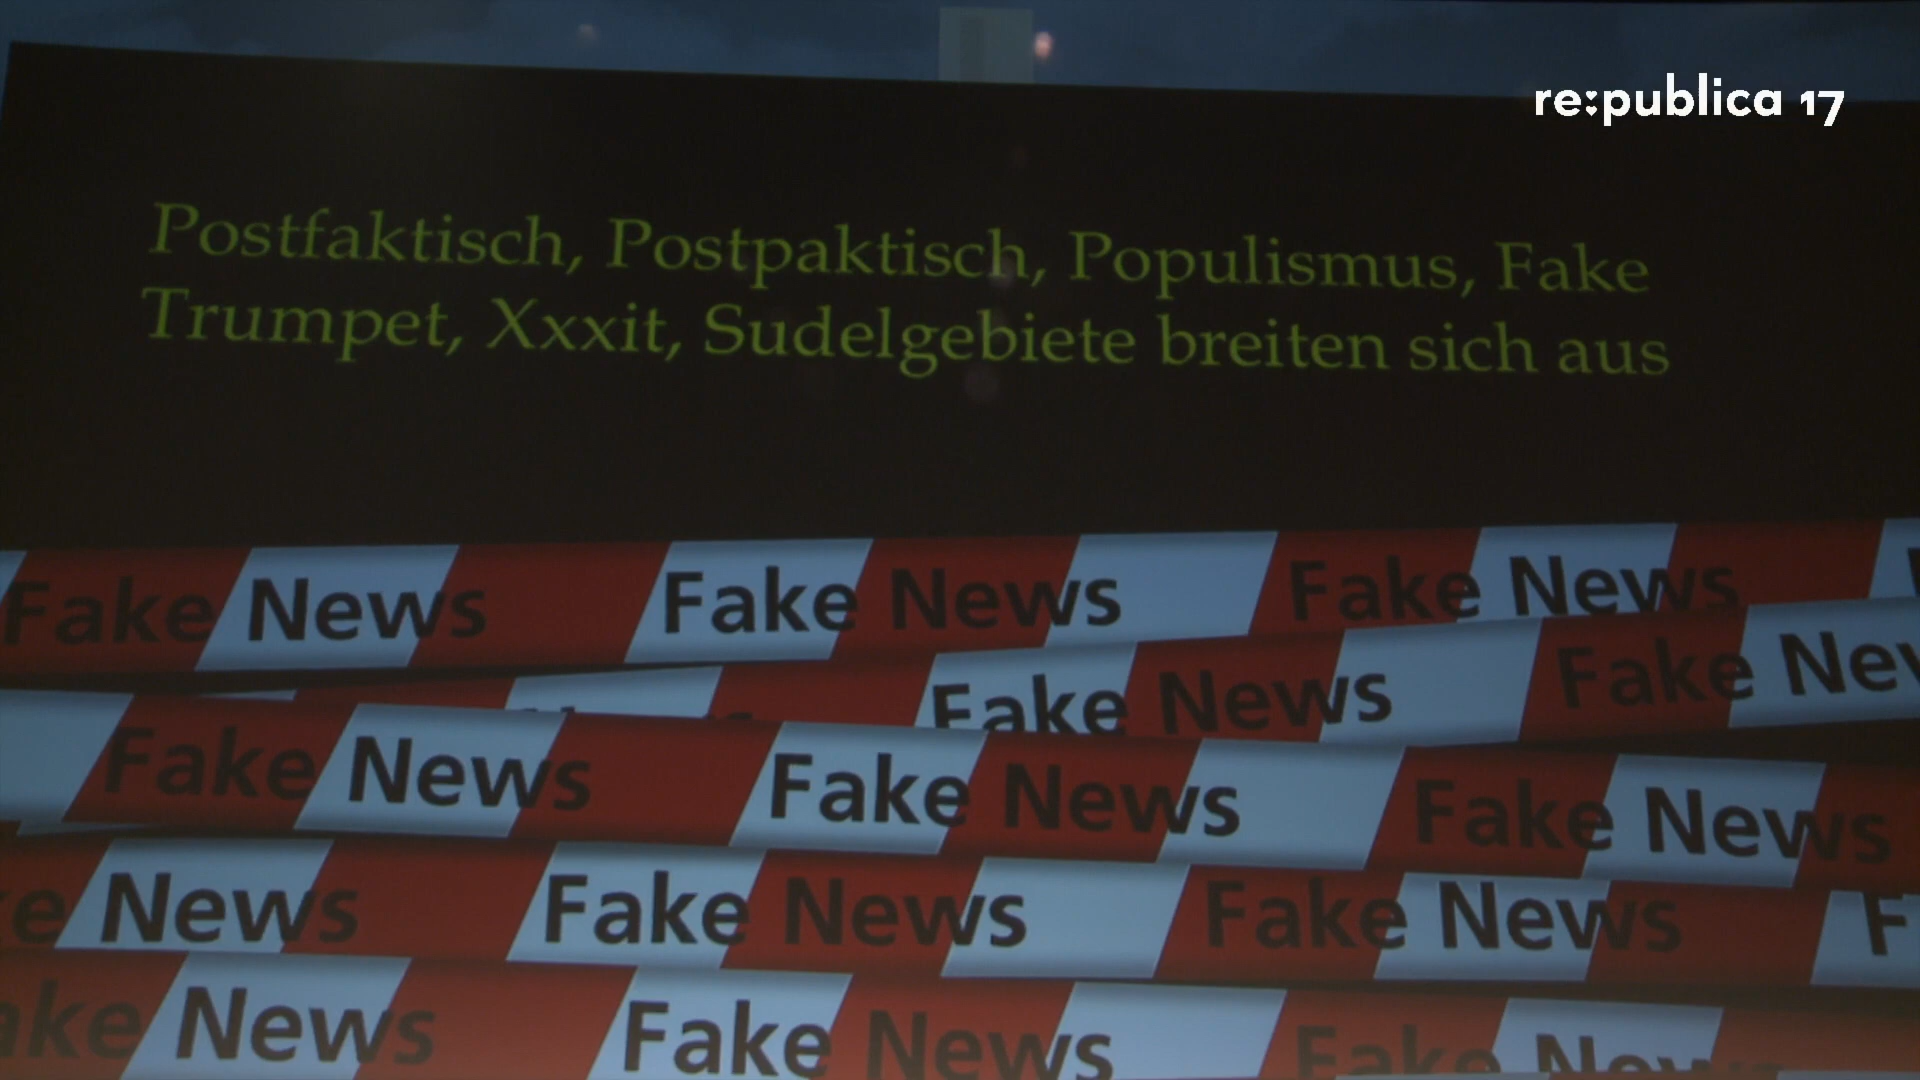 re:publica 17
Postfaktisch, Postpaktisch, Populismus, Fake
Trumpet, Xxxit, Sudelgebiete breiten sich aus
Fake News Fake News Fake News
Fake News Fake
Fake News Fake News Fake News
News Fake News Fake News
News Fake News Fake News